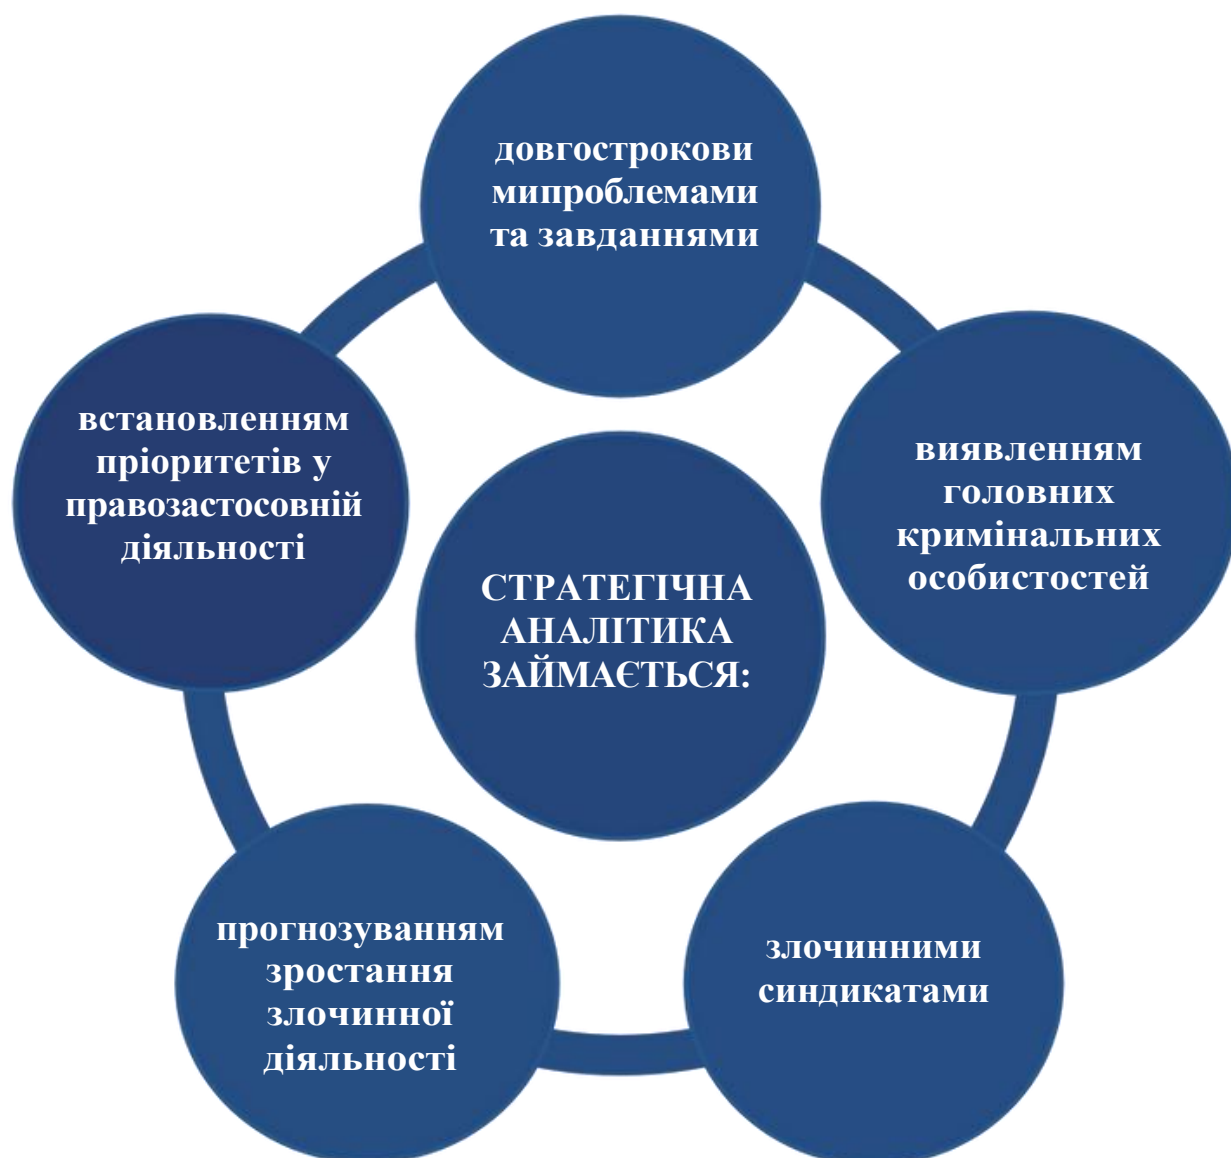 довгострокови
мипроблемами
та завданнями
встановленням
пріоритетів у
правозастосовній
діяльності
виявленням
головних
кримінальних
особистостей
СТРАТЕГІЧНА
АНАЛІТИКА
ЗАЙМАЄТЬСЯ:
прогнозуванням
зростання
злочинної
діяльності
злочинними
синдикатами